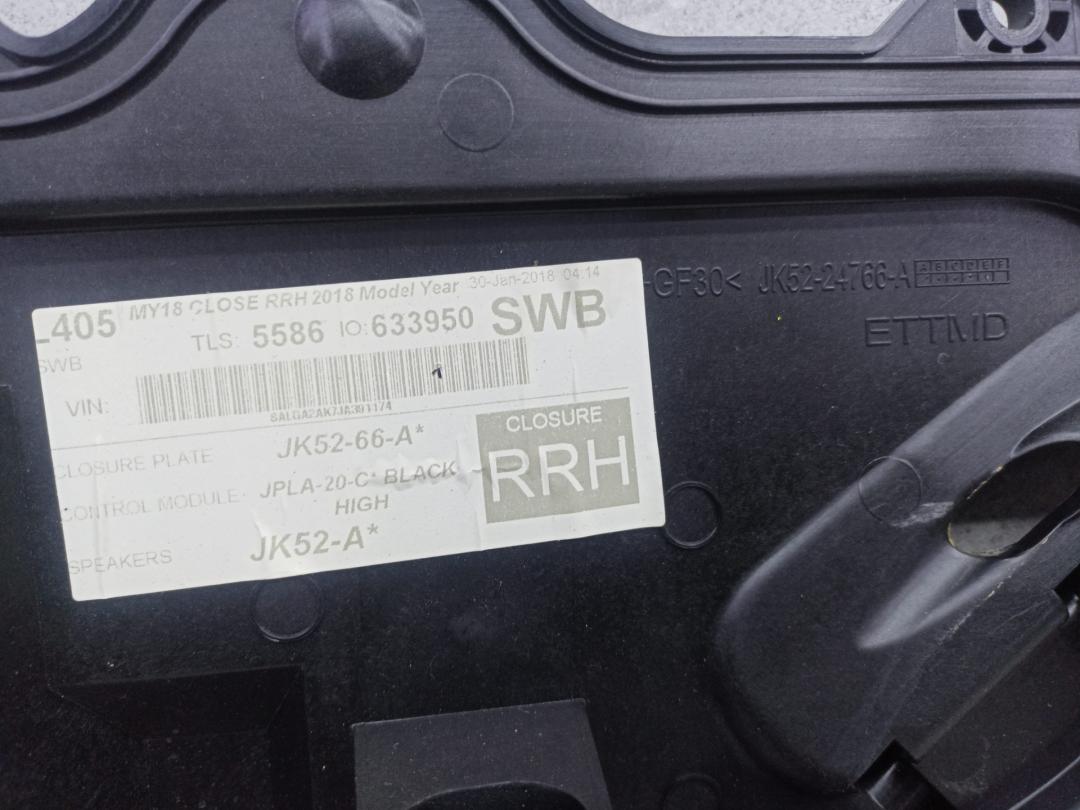 L405 MY18 CLOSE RRH 2018 Model Year 30-Jan-2018 04:14
SWB TLS: 5586 IO: 633950 SWB
VIN:
SALGA2AK7JA391174
CLOSURE PLATE JK52-66-A*
CONTROL MODULE: JPLA-20-C* BLACK
HIGH
SPEAKERS JK52-A*
CLOSURE
RRH
-GF30< JK52-24766-A
ETTMD